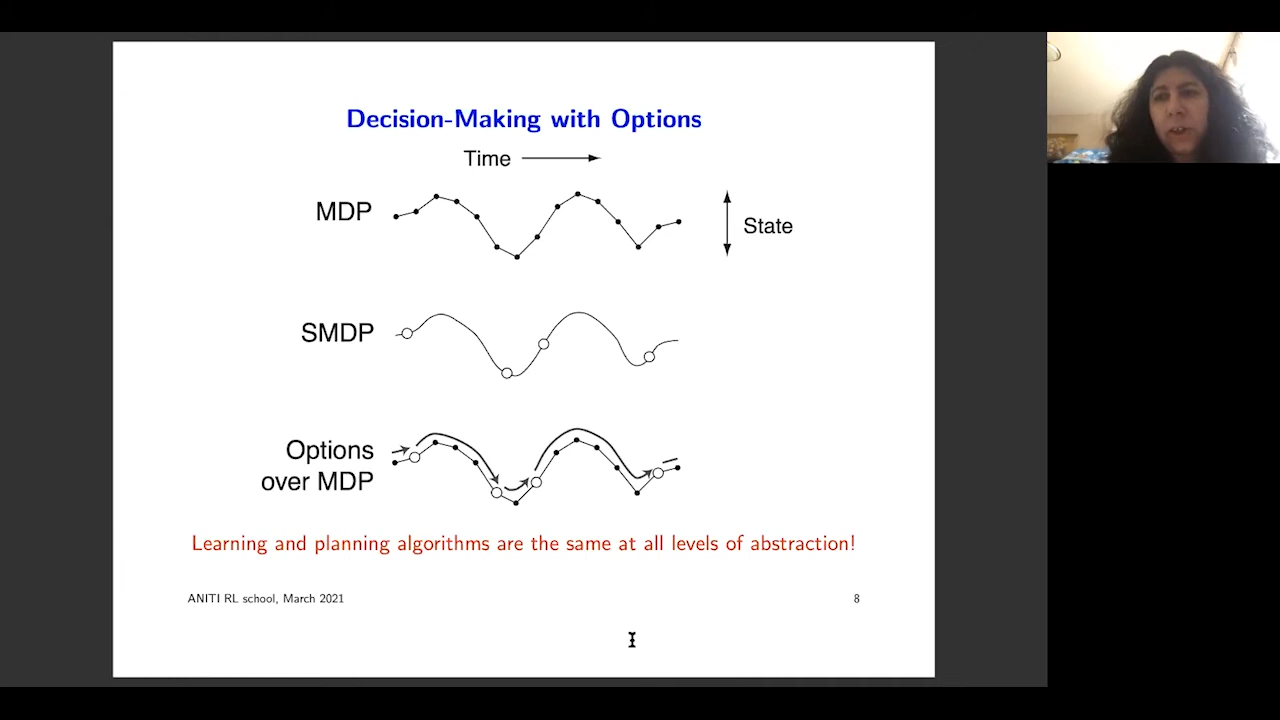 Decision-Making with Options
Time
MDP
State
SMDP
Options
over MDP
Learning and planning algorithms are the same at all levels of abstraction!
ANITI RL school, March 2021
8